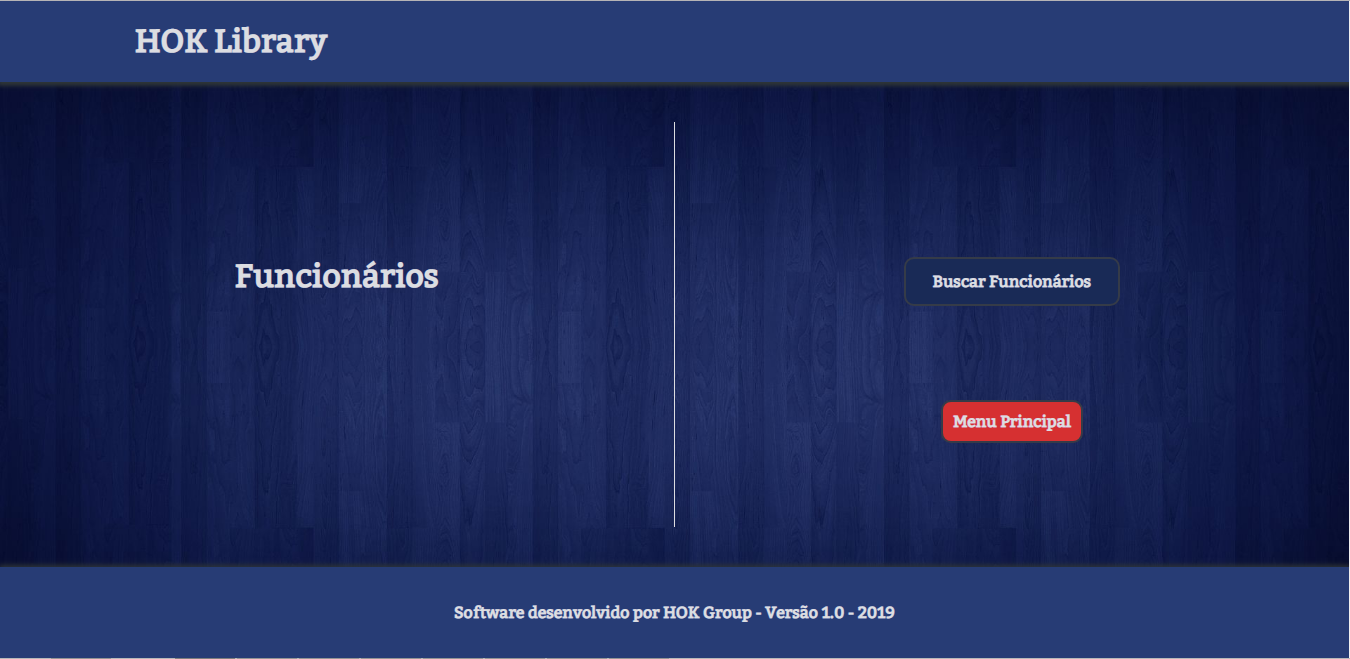 HOK Library
Funcionários
Buscar Funcionários
Menu Principal
Software desenvolvido por HOK Group - Versão 1.0 - 2019